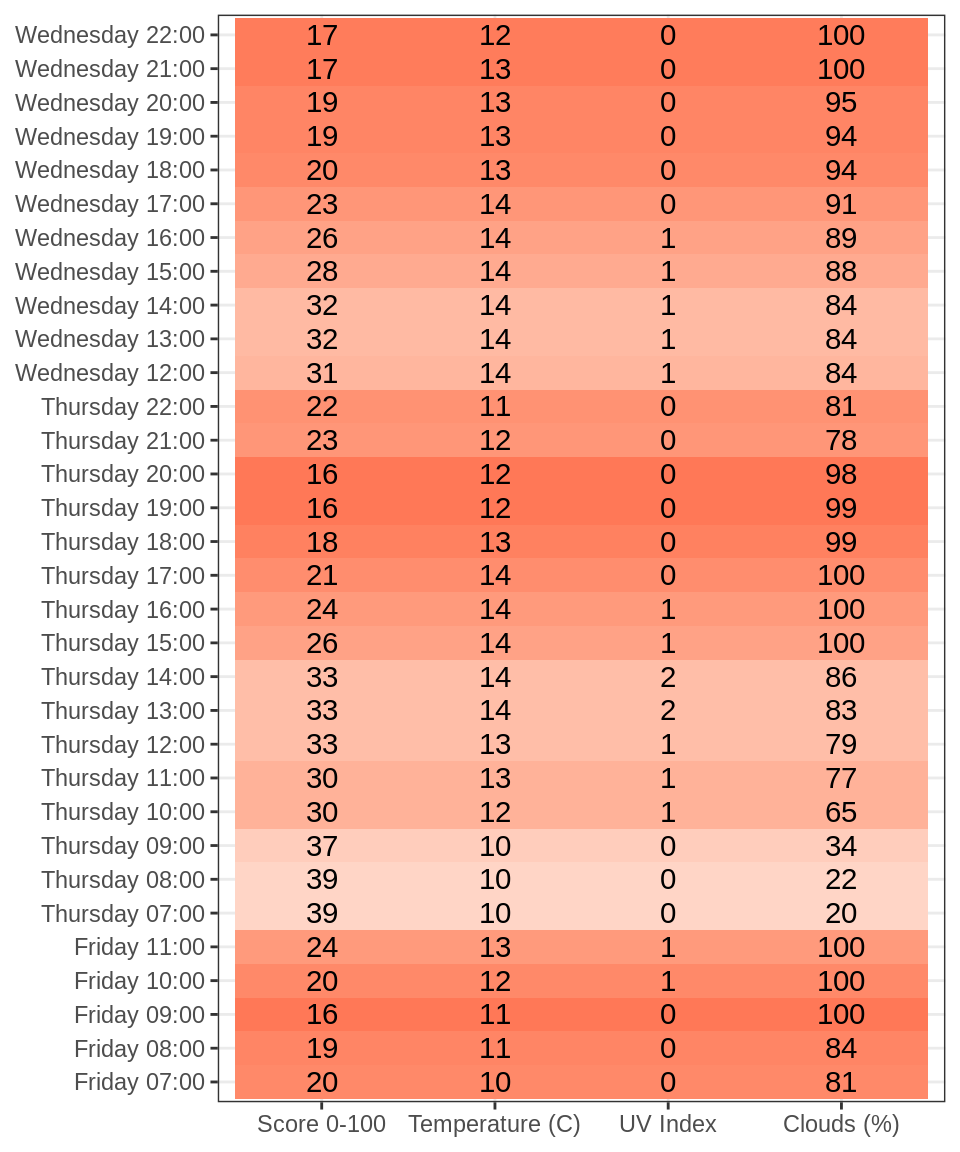 Wednesday 22:00 17 12 0 100
Wednesday 21:00 17 13 0 100
Wednesday 20:00 19 13 0 95
Wednesday 19:00 19 13 0 94
Wednesday 18:00 20 13 0 94
Wednesday 17:00 23 14 0 91
Wednesday 16:00 26 14 1 89
Wednesday 15:00 28 14 1 88
Wednesday 14:00 32 14 1 84
Wednesday 13:00 32 14 1 84
Wednesday 12:00 31 14 1 84
Thursday 22:00 22 11 0 81
Thursday 21:00 23 12 0 78
Thursday 20:00 16 12 0 98
Thursday 19:00 16 12 0 99
Thursday 18:00 18 13 0 99
Thursday 17:00 21 14 0 100
Thursday 16:00 24 14 1 100
Thursday 15:00 26 14 1 100
Thursday 14:00 33 14 2 86
Thursday 13:00 33 14 2 83
Thursday 12:00 33 13 1 79
Thursday 11:00 30 13 1 77
Thursday 10:00 30 12 1 65
Thursday 09:00 37 10 0 34
Thursday 08:00 39 10 0 22
Thursday 07:00 39 10 0 20
Friday 11:00 24 13 1 100
Friday 10:00 20 12 1 100
Friday 09:00 16 11 0 100
Friday 08:00 19 11 0 84
Friday 07:00 20 10 0 81
Score 0-100 Temperature (C) UV Index Clouds (%)